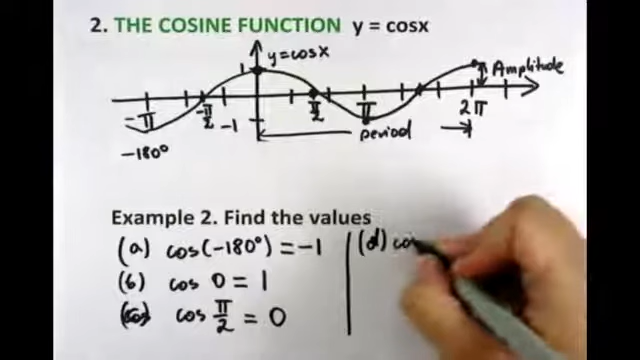 2. THE COSINE FUNCTION y = cosx
y=cosx
1
Amplitude
-π
-π/2
-1
π/2
π
2π
period
-180°
Example 2. Find the values
(a) cos(-180°) = -1
(b) cos 0 = 1
(c) cos π/2 = 0
(d) co